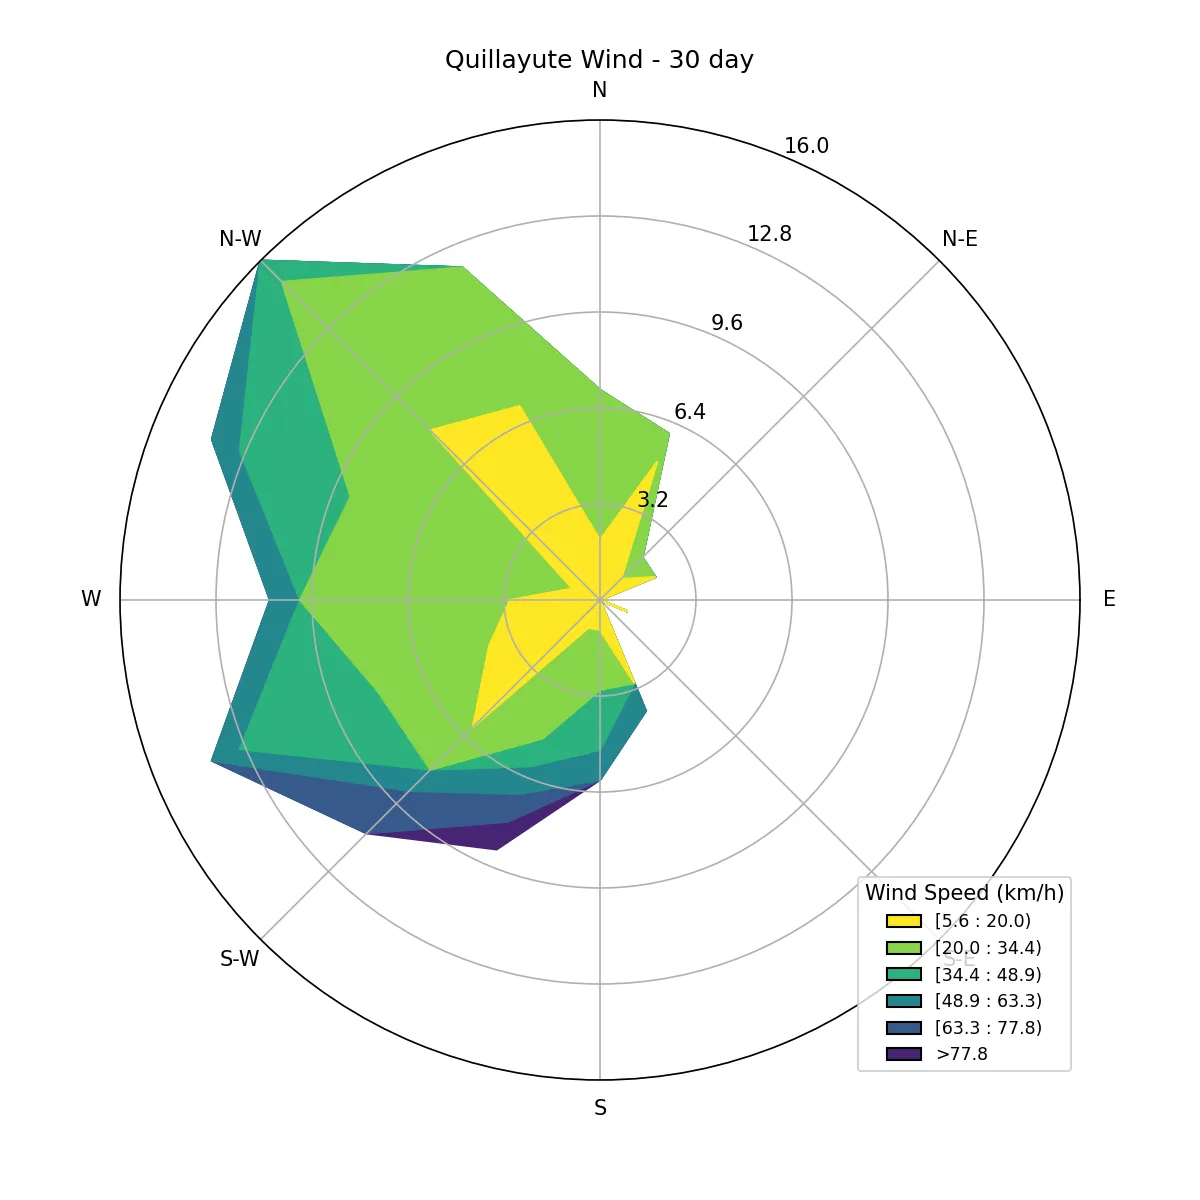 Quillayute Wind - 30 day
N
16.0
12.8
N-W
N-E
9.6
6.4
3.2
W
E
Wind Speed (km/h)
[5.6 : 20.0)
[20.0 : 34.4)
S-W
S-E
[34.4 : 48.9)
[48.9 : 63.3)
[63.3 : 77.8)
>77.8
S